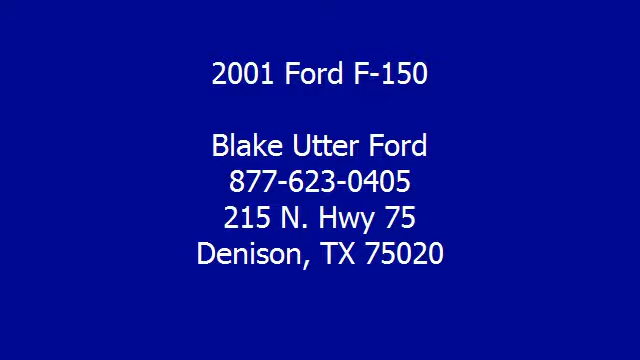 2001 Ford F-150
Blake Utter Ford
877-623-0405
215 N. Hwy 75
Denison, TX 75020